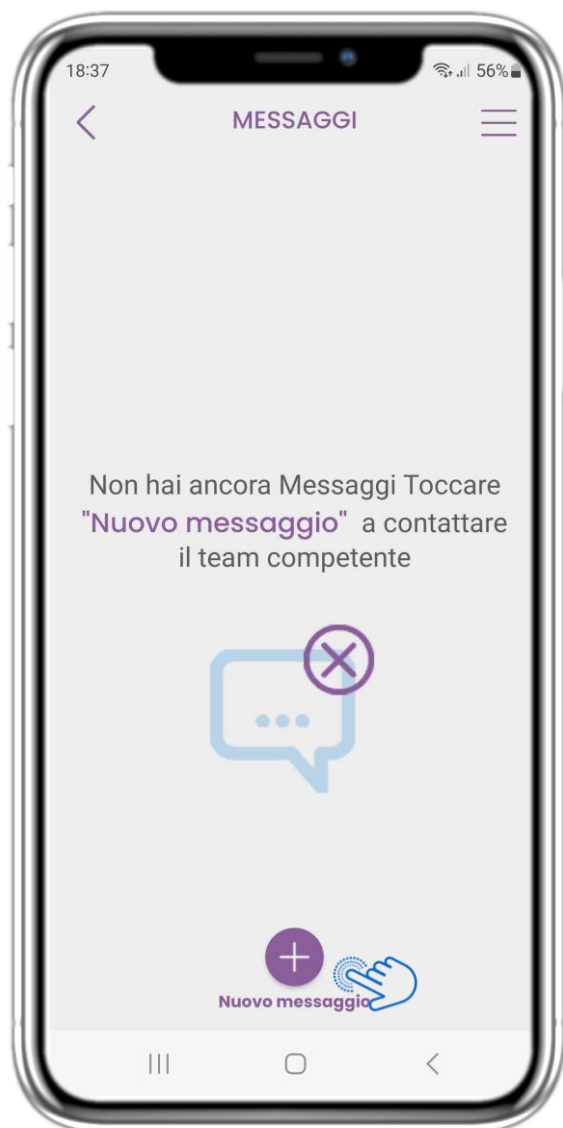 18:37 56%
MESSAGGI
Non hai ancora Messaggi Toccare
"Nuovo messaggio" a contattare
il team competente
Nuovo messaggio